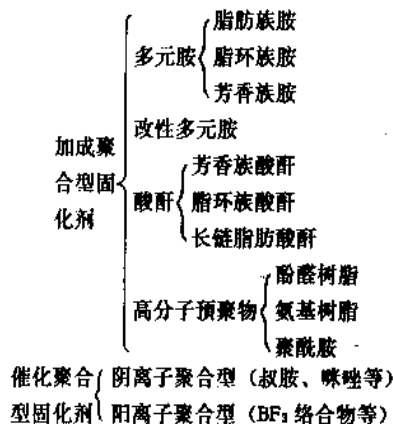 脂肪族胺
多元胺 脂环族胺
芳香族胺
改性多元胺
加成聚
合型固
化剂
芳香族酸酐
酸酐 脂环族酸酐
长链脂肪酸酐
酚醛树脂
高分子预聚物 氨基树脂
聚酰胺
催化聚合 阴离子聚合型（叔胺、咪唑等）
型固化剂 阳离子聚合型（BF₃络合物等）